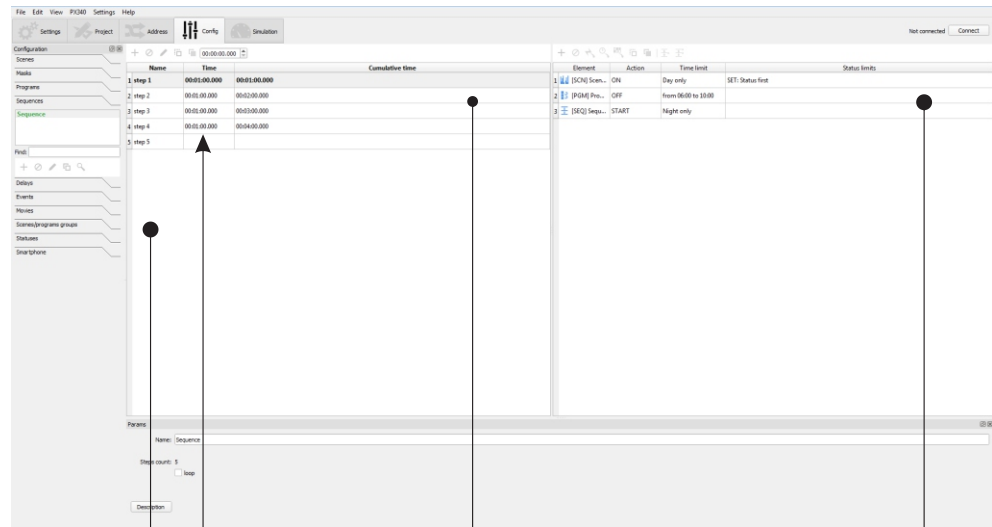 File Edit View PX340 Settings Help
Settings Project Address Config Simulation Not connected Connect
Configuration
Scenes
Masks
Programs
Sequences
Sequence
Find:
Delays
Events
Movies
Scenes/programs groups
Statuses
Smartphone
00:00:00.000
Name Time Cumulative time
1 step 1 00:01:00.000 00:01:00.000
2 step 2 00:01:00.000 00:02:00.000
3 step 3 00:01:00.000 00:03:00.000
4 step 4 00:01:00.000 00:04:00.000
5 step 5
Element Action Time limit Status limits
1 [SCN] Scen... ON Day only SET: Status first
2 [PGM] Pro... OFF from 06:00 to 10:00
3 [SEQ] Sequ... START Night only
Params
Name: Sequence
Steps count: 5
loop
Description